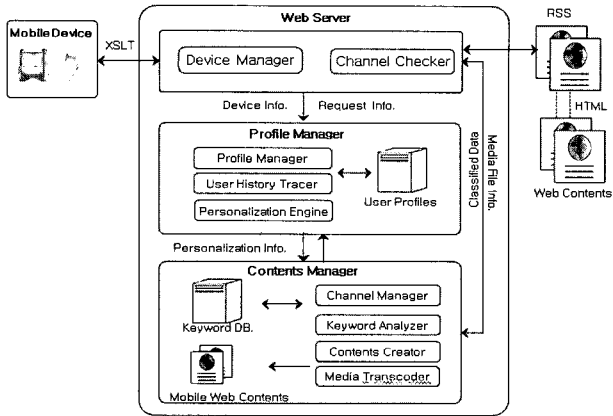 Web Server
RSS
Mobile Device
XSLT
Device Manager
Channel Checker
HTML
Device Info.
Request Info.
Profile Manager
Profile Manager
User History Tracer
Personalization Engine
User Profiles
Classified Data
Media File Info.
Web Contents
Personalization Info.
Contents Manager
Channel Manager
Keyword DB.
Keyword Analyzer
Contents Creator
Media Transcoder
Mobile Web Contents